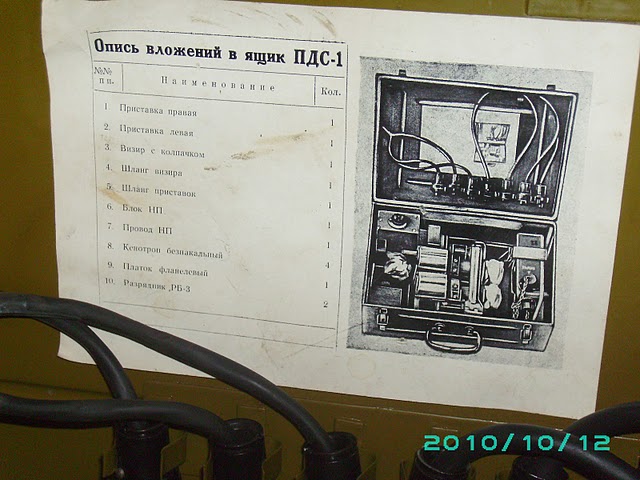 Опись вложений в ящик ПДС-1
№№ п п. Наименование Кол.
1 Приставка правая 1
2. Приставка левая 1
3. Визир с колпачком 1
4. Шланг визира 1
5. Шланг приставок 1
6. Блок НП 1
7. Провод НП 1
8. Кенотрон безнакальный 4
9. Платок фланелевый 1
10. Разрядник РБ-3 2
2010/10/12